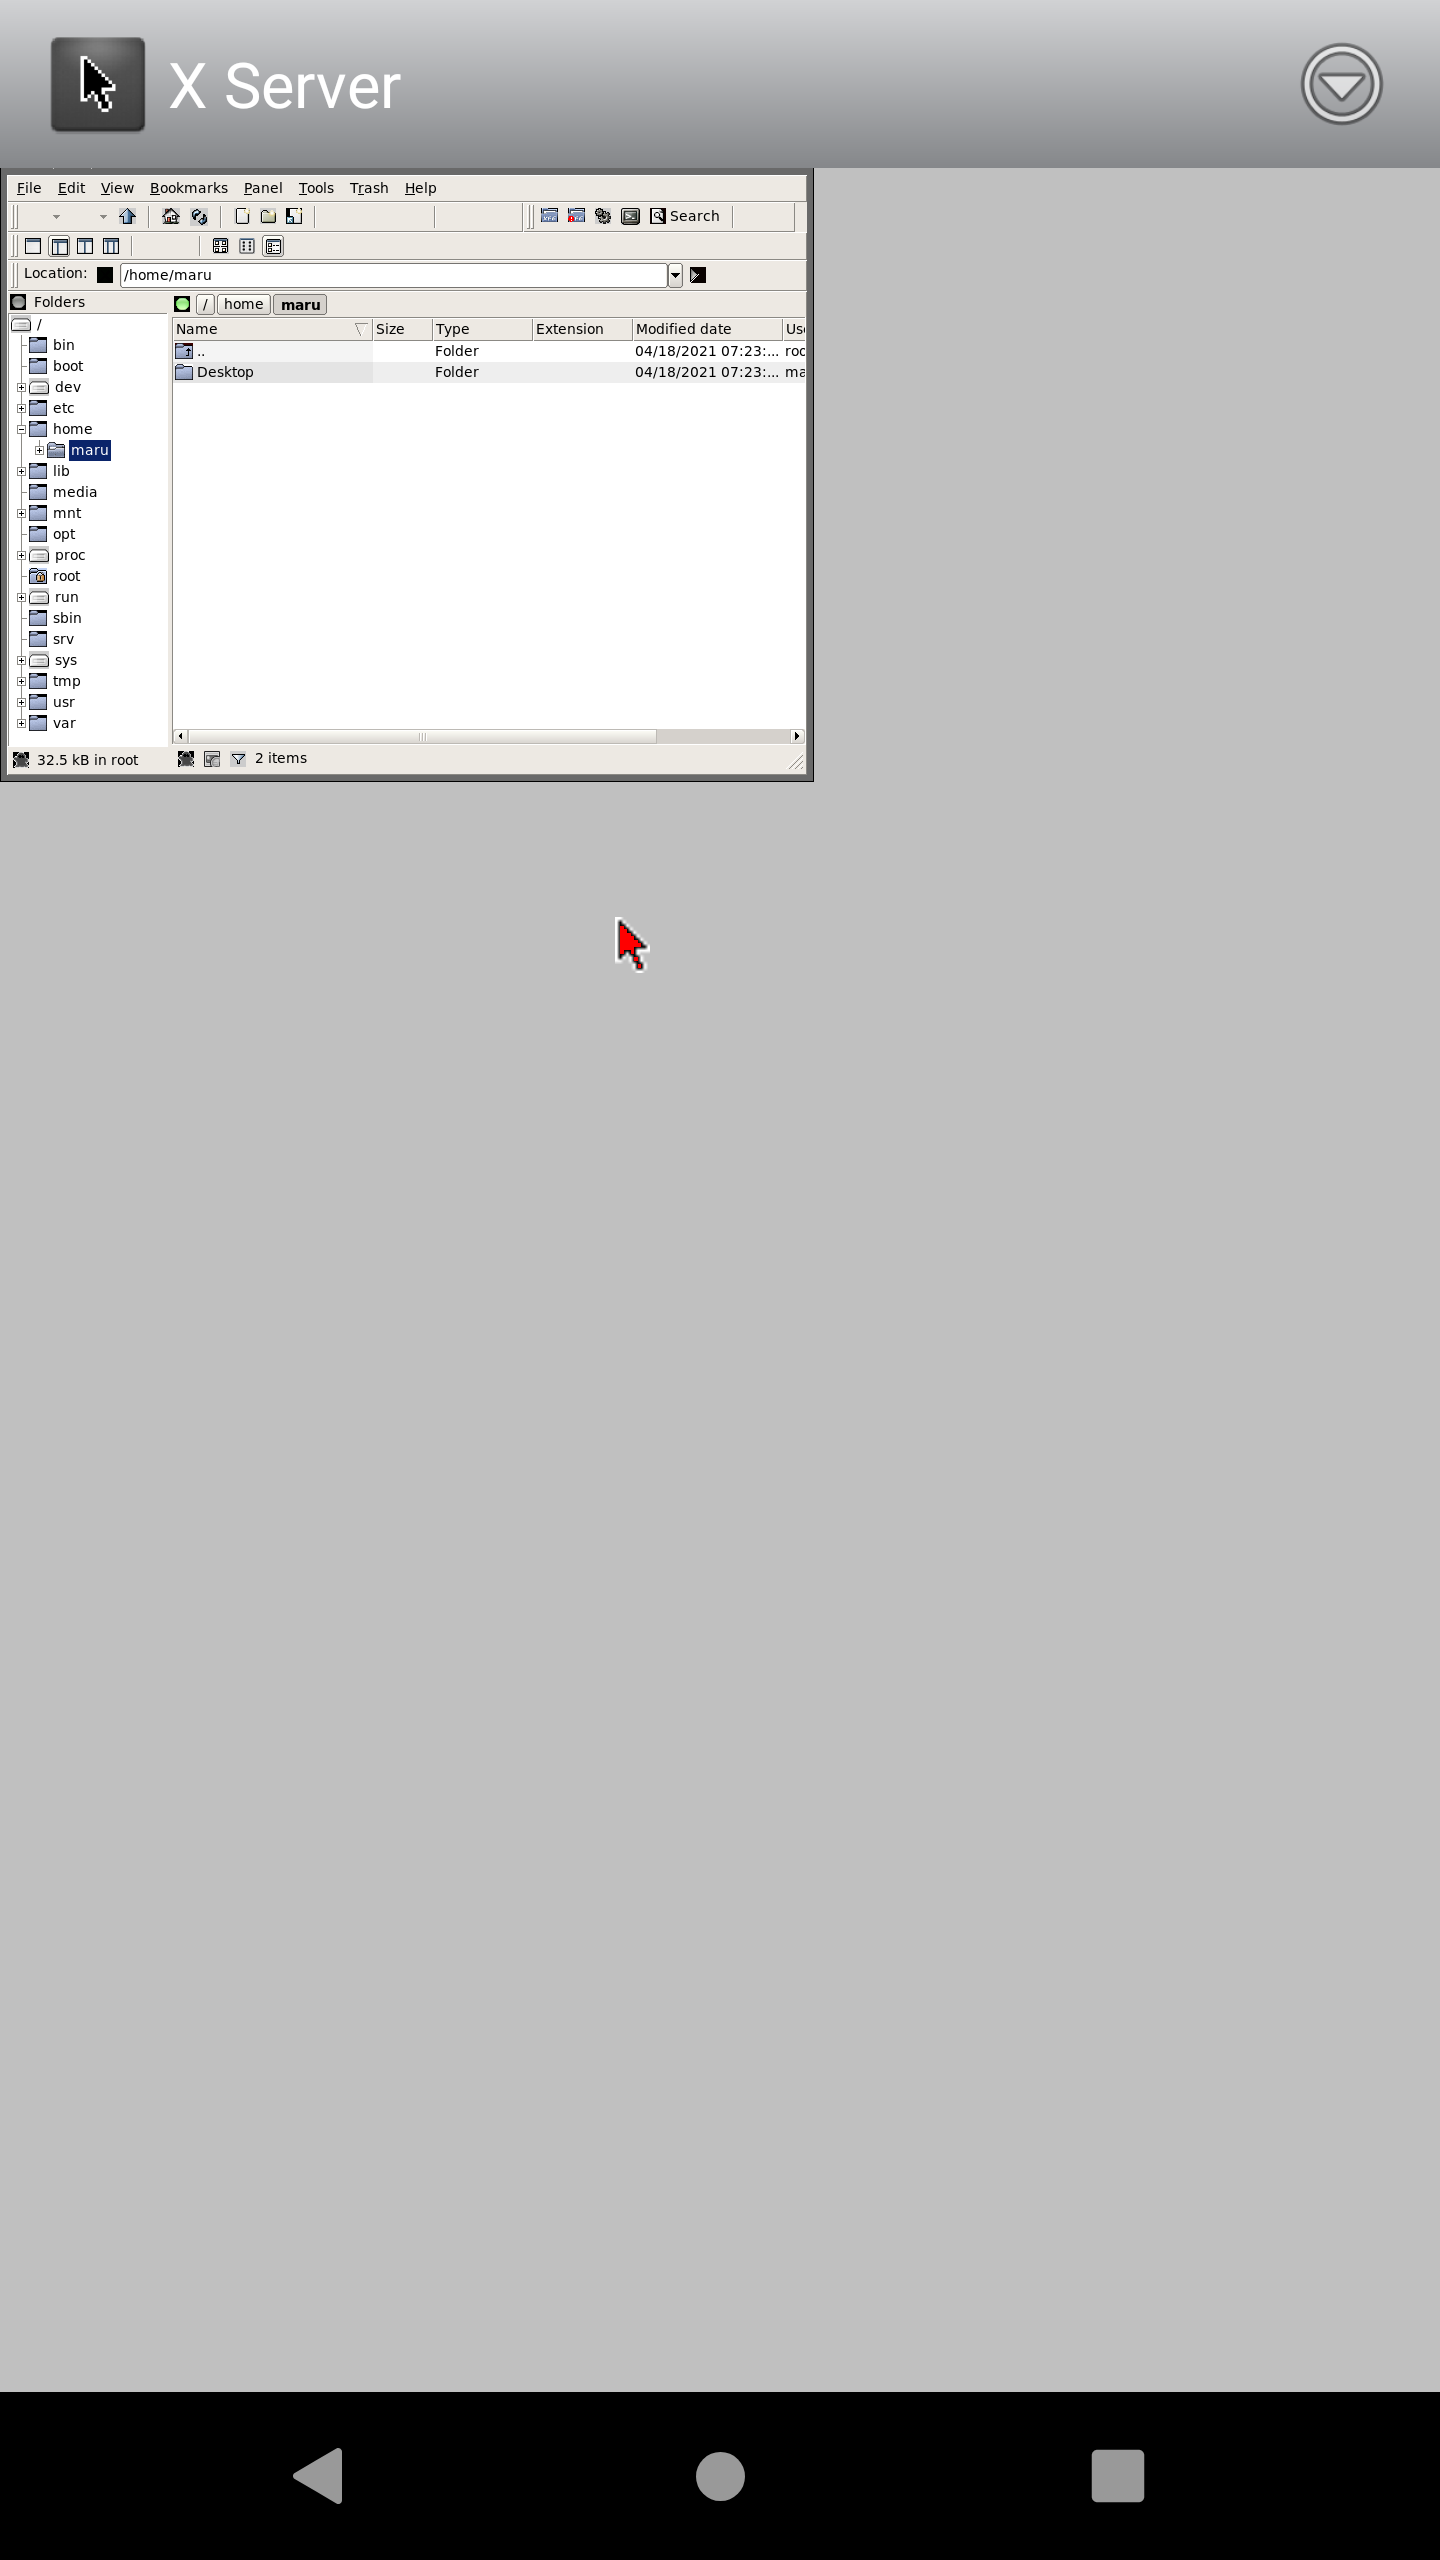 X Server
File Edit View Bookmarks Panel Tools Trash Help
Search
Location: /home/maru
Folders
/ home maru
Name Size Type Extension Modified date
/
.. Folder 04/18/2021 07:23:...
bin
Desktop Folder 04/18/2021 07:23:...
boot
dev
etc
home
maru
lib
media
mnt
opt
proc
root
run
sbin
srv
sys
tmp
usr
var
32.5 kB in root
2 items